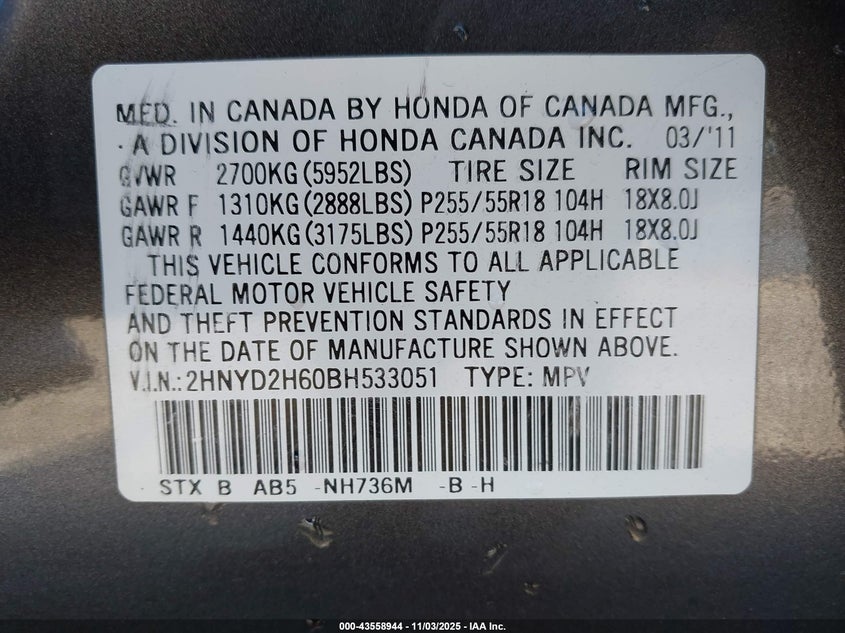 MFD. IN CANADA BY HONDA OF CANADA MFG.,
A DIVISION OF HONDA CANADA INC. 03/'11
GVWR 2700KG (5952LBS) TIRE SIZE RIM SIZE
GAWR F 1310KG (2888LBS) P255/55R18 104H 18X8.0J
GAWR R 1440KG (3175LBS) P255/55R18 104H 18X8.0J
THIS VEHICLE CONFORMS TO ALL APPLICABLE
FEDERAL MOTOR VEHICLE SAFETY
AND THEFT PREVENTION STANDARDS IN EFFECT
ON THE DATE OF MANUFACTURE SHOWN ABOVE.
V.I.N.:2HNYD2H60BH533051 TYPE: MPV
STX B AB5 -NH736M -B -H
000-43558944 - 11/03/2025 - IAA Inc.